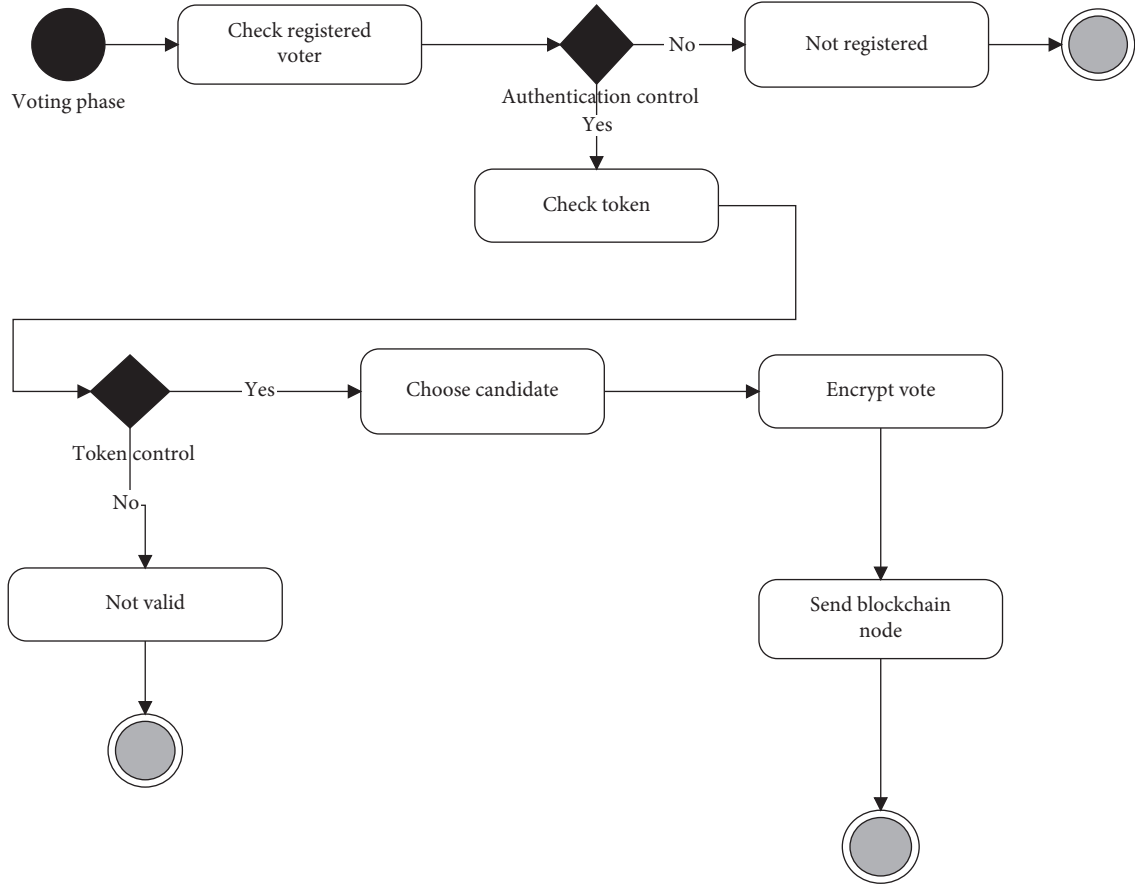 Check registered
voter
No
Not registered
Voting phase
Authentication control
Yes
Check token
Yes
Choose candidate
Encrypt vote
Token control
No
Not valid
Send blockchain
node